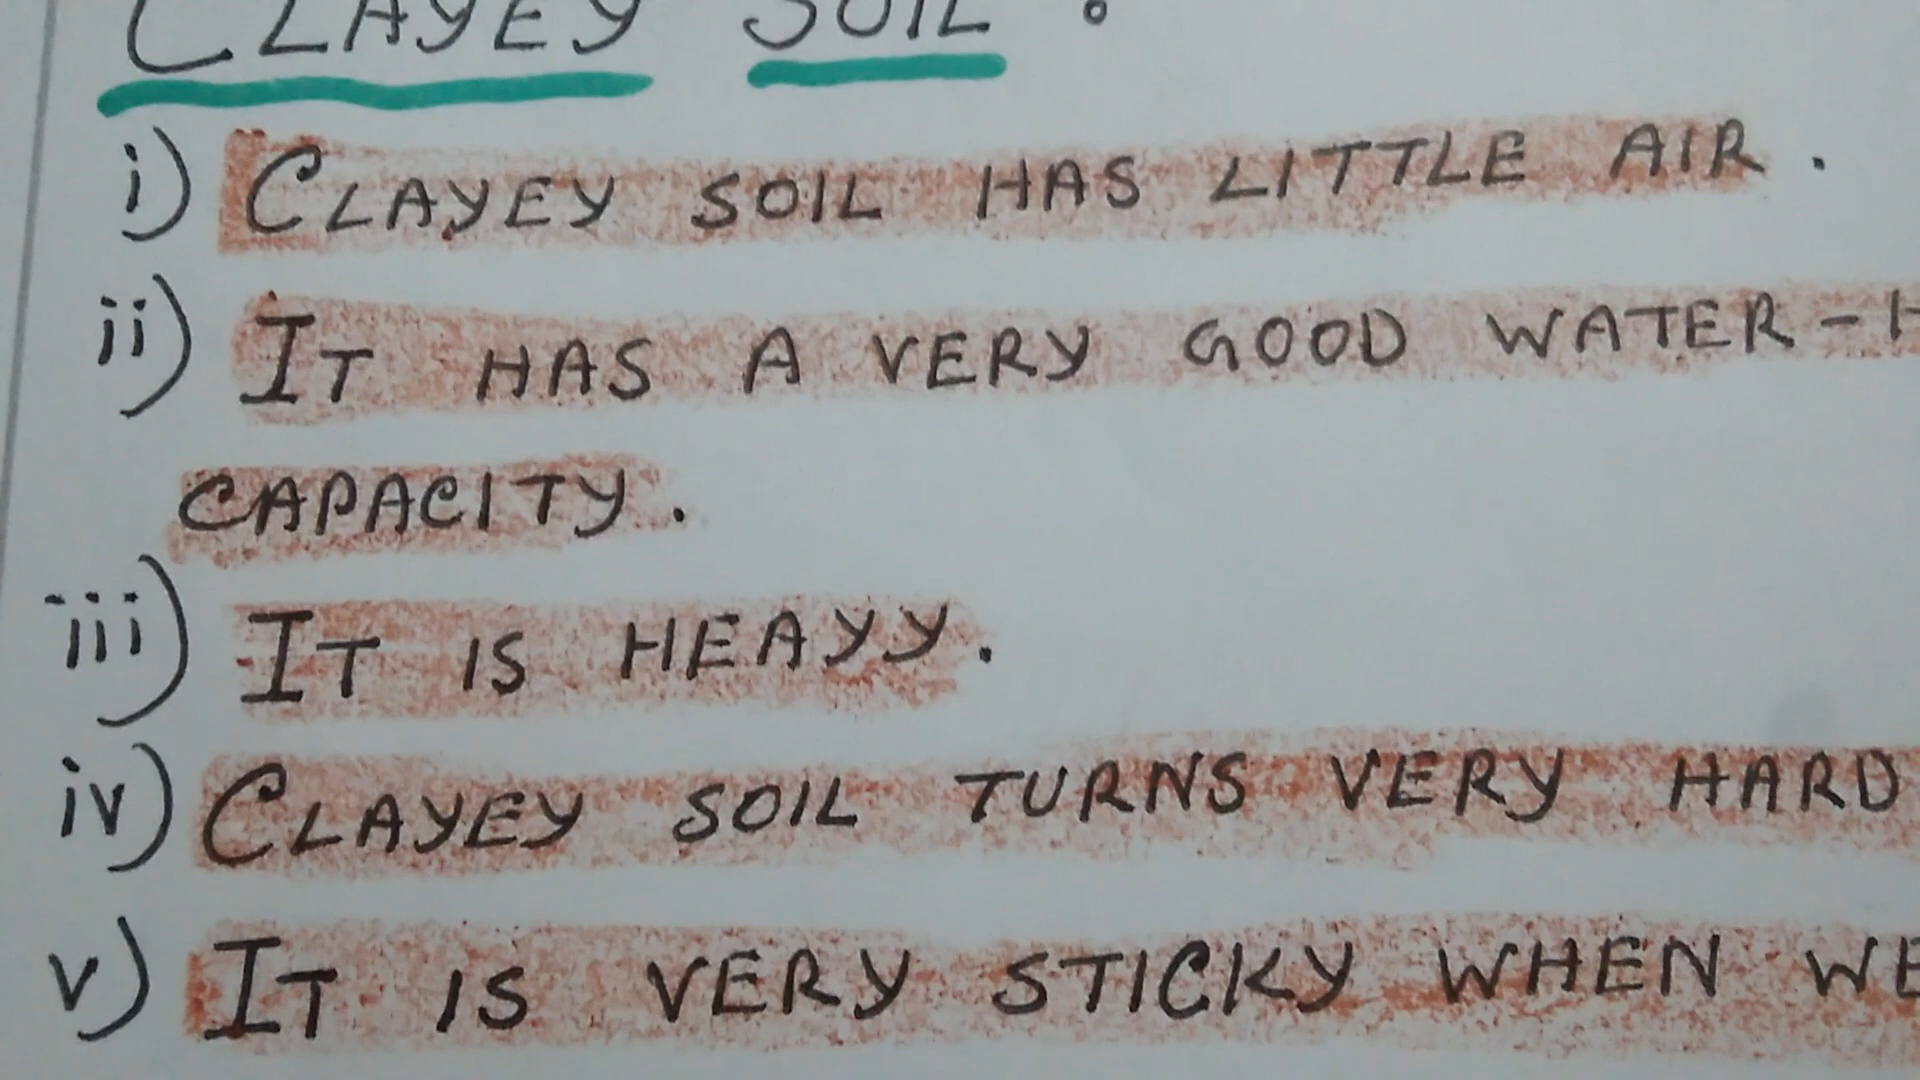 CLAYEY SOIL :
i) CLAYEY SOIL HAS LITTLE AIR.
ii) IT HAS A VERY GOOD WATER-
CAPACITY.
iii) IT IS HEAYY.
iv) CLAYEY SOIL TURNS VERY HARD
v) IT IS VERY STICKY WHEN